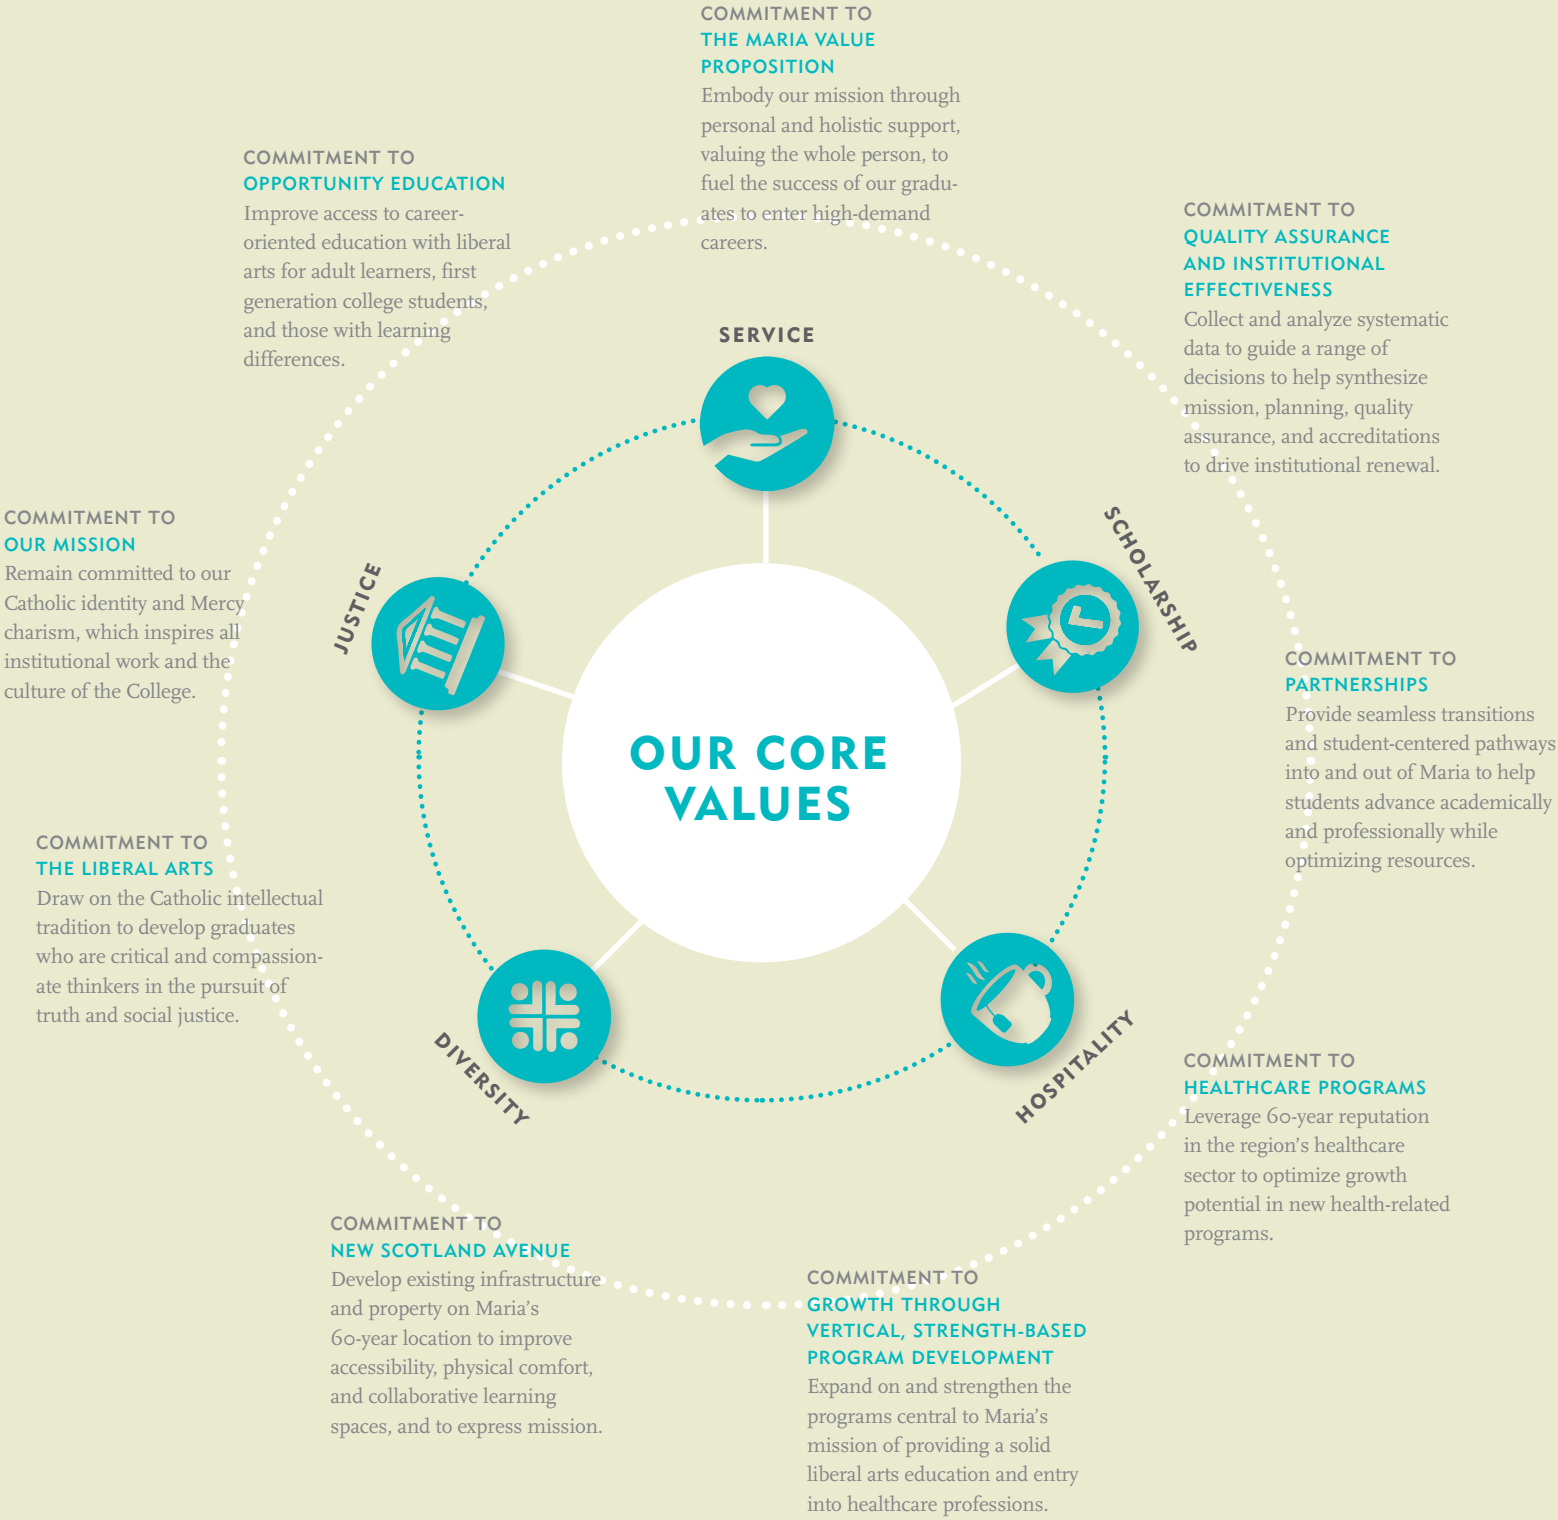 COMMITMENT TO
THE MARIA VALUE
PROPOSITION
Embody our mission through
personal and holistic support,
valuing the whole person, to
fuel the success of our gradu-
ates to enter high-demand
careers.
COMMITMENT TO
OPPORTUNITY EDUCATION
Improve access to career-
oriented education with liberal
arts for adult learners, first
generation college students,
and those with learning
differences.
COMMITMENT TO
QUALITY ASSURANCE
AND INSTITUTIONAL
EFFECTIVENESS
Collect and analyze systematic
data to guide a range of
decisions to help synthesize
mission, planning, quality
assurance, and accreditations
to drive institutional renewal.
SERVICE
COMMITMENT TO
OUR MISSION
Remain committed to our
Catholic identity and Mercy
charism, which inspires all
institutional work and the
culture of the College.
JUSTICE
SCHOLARSHIP
COMMITMENT TO
PARTNERSHIPS
Provide seamless transitions
and student-centered pathways
into and out of Maria to help
students advance academically
and professionally while
optimizing resources.
OUR CORE
VALUES
COMMITMENT TO
THE LIBERAL ARTS
Draw on the Catholic intellectual
tradition to develop graduates
who are critical and compassion-
ate thinkers in the pursuit of
truth and social justice.
DIVERSITY
HOSPITALITY
COMMITMENT TO
HEALTHCARE PROGRAMS
Leverage 60-year reputation
in the region’s healthcare
sector to optimize growth
potential in new health-related
programs.
COMMITMENT TO
NEW SCOTLAND AVENUE
Develop existing infrastructure
and property on Maria’s
60-year location to improve
accessibility, physical comfort,
and collaborative learning
spaces, and to express mission.
COMMITMENT TO
GROWTH THROUGH
VERTICAL, STRENGTH-BASED
PROGRAM DEVELOPMENT
Expand on and strengthen the
programs central to Maria’s
mission of providing a solid
liberal arts education and entry
into healthcare professions.